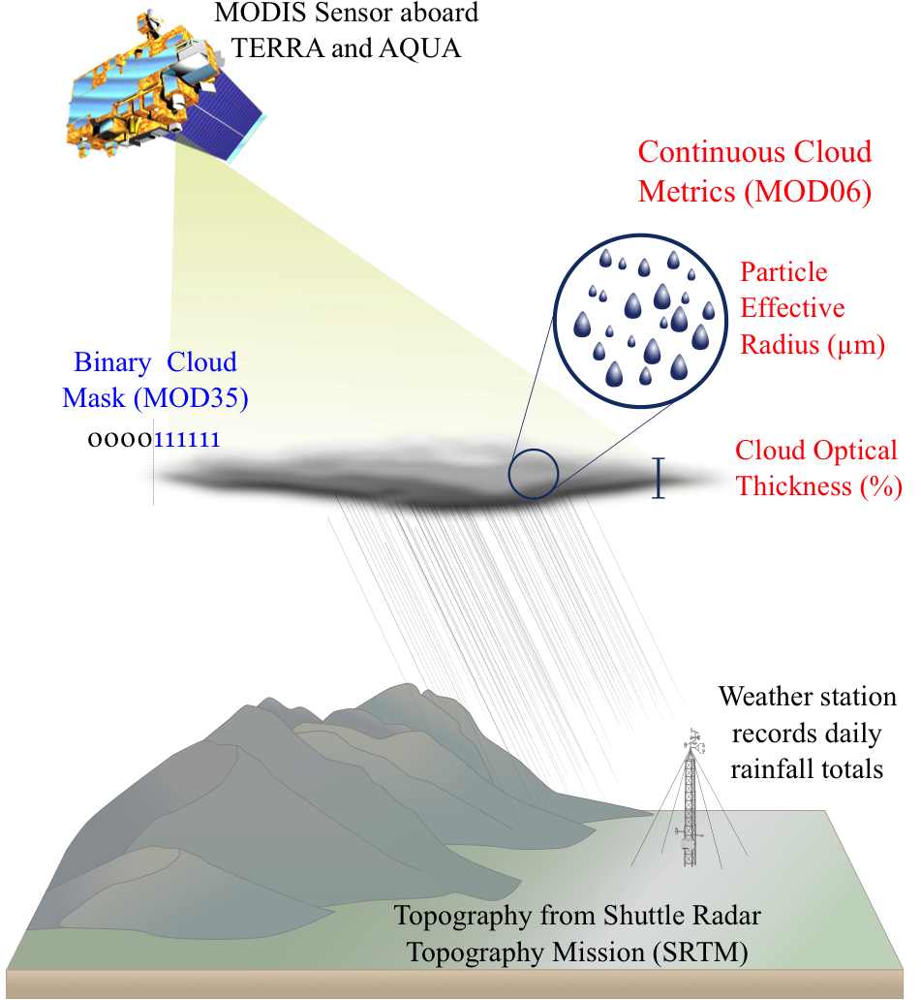 MODIS Sensor aboard
TERRA and AQUA
Continuous Cloud
Metrics (MOD06)
Particle
Effective
Radius (µm)
Binary Cloud
Mask (MOD35)
0000111111
Cloud Optical
Thickness (%)
Weather station
records daily
rainfall totals
Topography from Shuttle Radar
Topography Mission (SRTM)